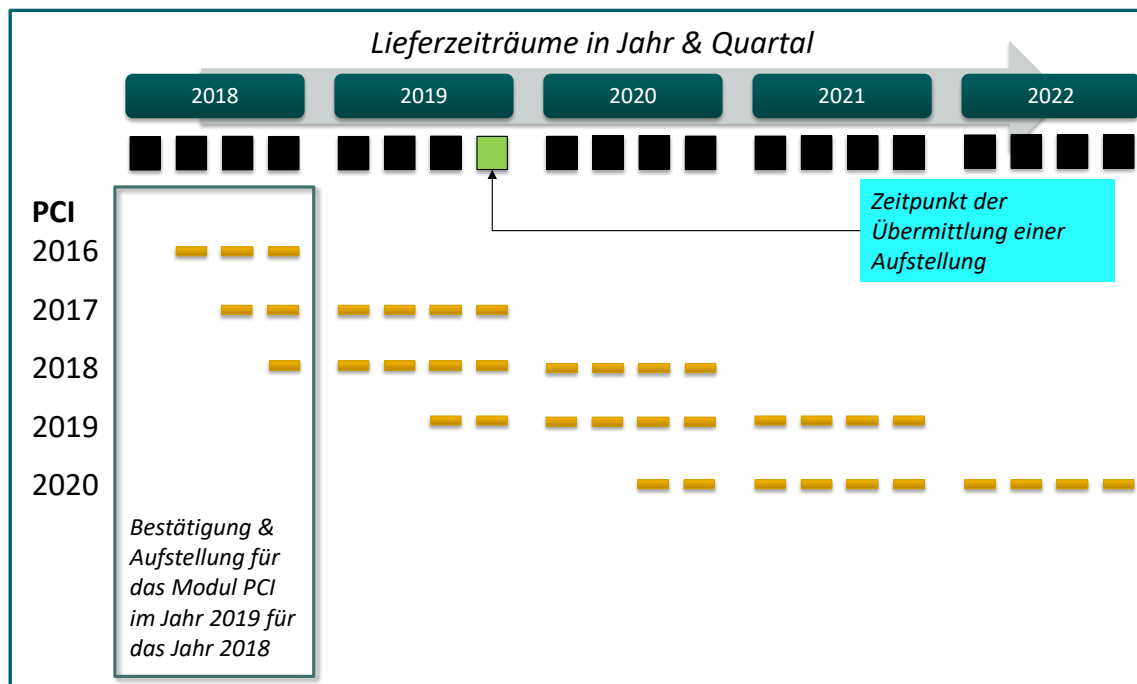 Lieferzeiträume in Jahr & Quartal
2018
2019
2020
2021
2022
PCI
2016
2017
2018
2019
2020
Zeitpunkt der
Übermittlung einer
Aufstellung
Bestätigung &
Aufstellung für
das Modul PCI
im Jahr 2019 für
das Jahr 2018